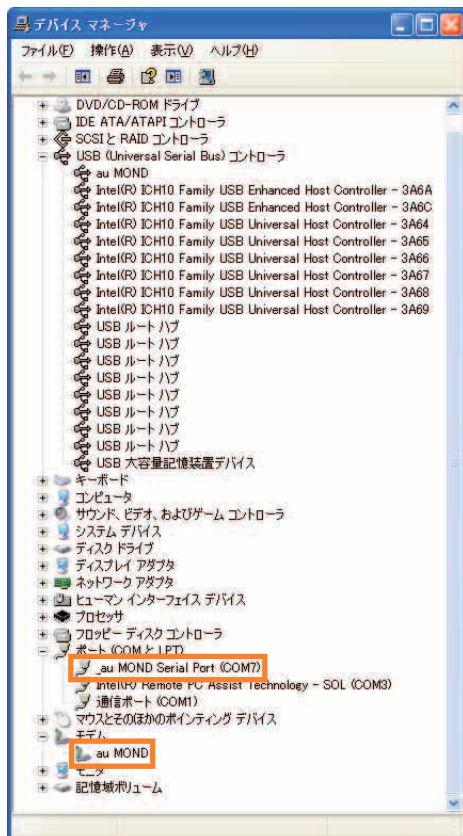 デバイス マネージャ
ファイル(F) 操作(A) 表示(V) ヘルプ(H)
DVD/CD-ROM ドライブ
IDE ATA/ATAPI コントローラ
SCSI と RAID コントローラ
USB (Universal Serial Bus) コントローラ
au MOND
Intel(R) ICH10 Family USB Enhanced Host Controller - 3A6A
Intel(R) ICH10 Family USB Enhanced Host Controller - 3A6C
Intel(R) ICH10 Family USB Universal Host Controller - 3A64
Intel(R) ICH10 Family USB Universal Host Controller - 3A65
Intel(R) ICH10 Family USB Universal Host Controller - 3A66
Intel(R) ICH10 Family USB Universal Host Controller - 3A67
Intel(R) ICH10 Family USB Universal Host Controller - 3A68
Intel(R) ICH10 Family USB Universal Host Controller - 3A69
USB ルート ハブ
USB ルート ハブ
USB ルート ハブ
USB ルート ハブ
USB ルート ハブ
USB ルート ハブ
USB ルート ハブ
USB ルート ハブ
USB 大容量記憶装置デバイス
キーボード
コンピュータ
サウンド、ビデオ、およびゲーム コントローラ
システム デバイス
ディスク ドライブ
ディスプレイ アダプタ
ネットワーク アダプタ
ヒューマン インターフェイス デバイス
プロセッサ
フロッピー ディスク コントローラ
ポート (COM と LPT)
_au MOND Serial Port (COM7)
Intel(R) Remote PC Assist Technology - SOL (COM3)
通信ポート (COM1)
マウスとそのほかのポインティング デバイス
モデム
au MOND
モニタ
記憶域ボリューム